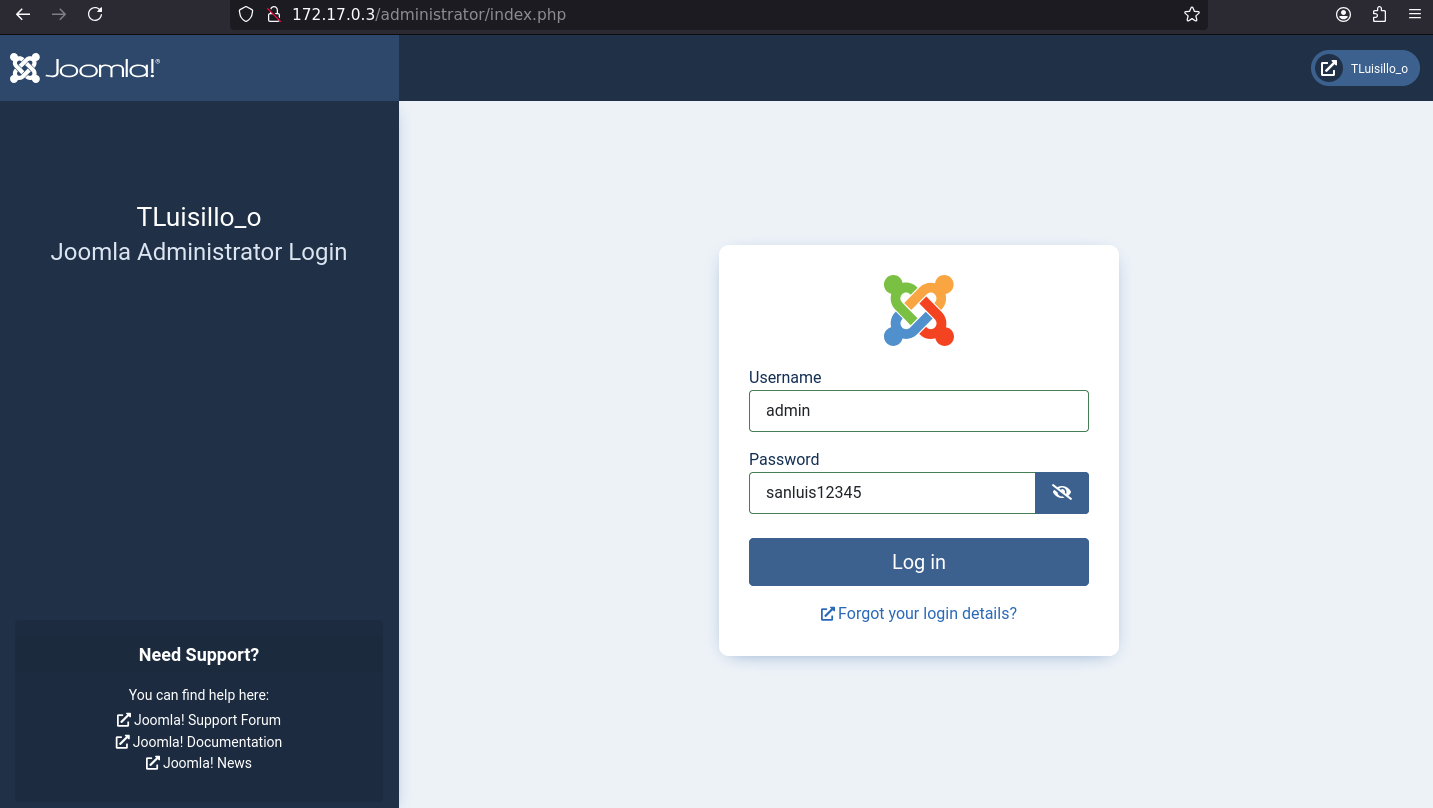 172.17.0.3/administrator/index.php
Joomla!®
TLuisillo_o
TLuisillo_o
Joomla Administrator Login
Username
admin
Password
sanluis12345
Log in
Forgot your login details?
Need Support?
You can find help here:
Joomla! Support Forum
Joomla! Documentation
Joomla! News